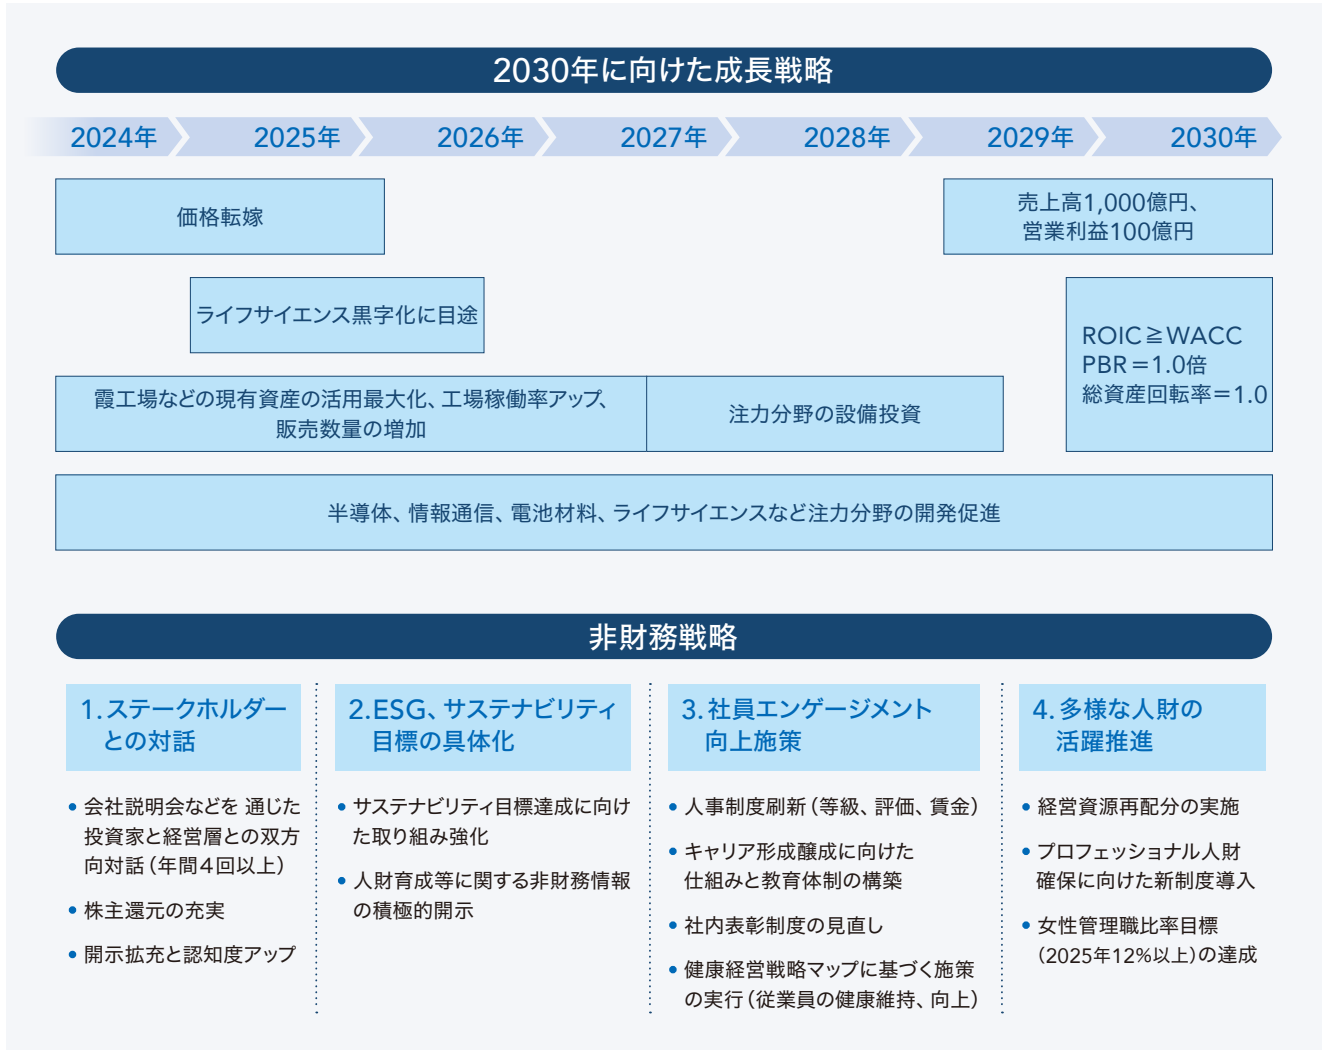 2030年に向けた成長戦略
2024年
2025年
2026年
2027年
2028年
2029年
2030年
価格転嫁
売上高1,000億円、
営業利益100億円
ライフサイエンス黒字化に目途
ROIC≧WACC
PBR=1.0倍
総資産回転率=1.0
霞工場などの現有資産の活用最大化、工場稼働率アップ、
販売数量の増加
注力分野の設備投資
半導体、情報通信、電池材料、ライフサイエンスなど注力分野の開発促進
非財務戦略
1.ステークホルダー
との対話
• 会社説明会などを 通じた
投資家と経営層との双方
向対話(年間4回以上)
• 株主還元の充実
• 開示拡充と認知度アップ
2.ESG、サステナビリティ
目標の具体化
• サステナビリティ目標達成に向け
た取り組み強化
• 人財育成等に関する非財務情報
の積極的開示
3.社員エンゲージメント
向上施策
• 人事制度刷新(等級、評価、賃金)
• キャリア形成醸成に向けた
仕組みと教育体制の構築
• 社内表彰制度の見直し
• 健康経営戦略マップに基づく施策
の実行(従業員の健康維持、向上)
4.多様な人財の
活躍推進
• 経営資源再配分の実施
• プロフェッショナル人財
確保に向けた新制度導入
• 女性管理職比率目標
(2025年12%以上)の達成